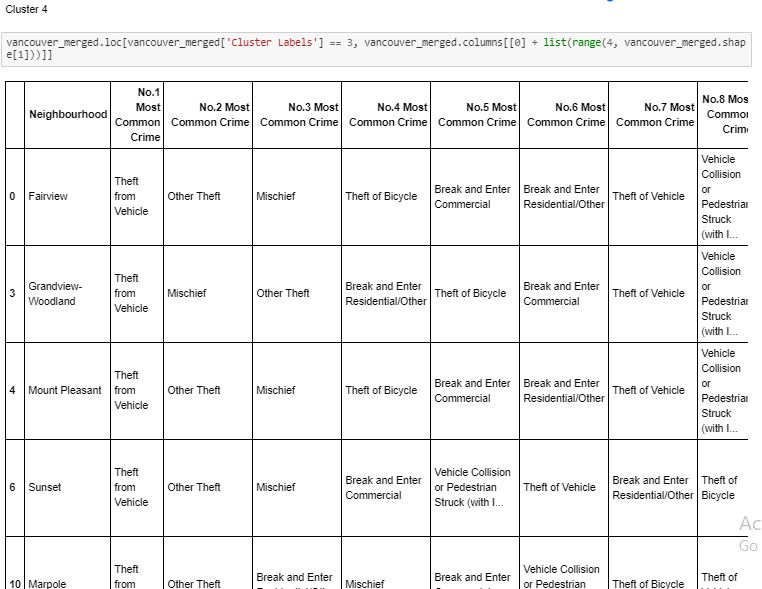 Cluster 4
vancouver_merged.loc[vancouver_merged['Cluster Labels'] == 3, vancouver_merged.columns[[0] + list(range(4, vancouver_merged.shap
e[1]))]]
Neighbourhood No.1 Most Common Crime No.2 Most Common Crime No.3 Most Common Crime No.4 Most Common Crime No.5 Most Common Crime No.6 Most Common Crime No.7 Most Common Crime No.8 Mos Commo Crim
0 Fairview Theft from Vehicle Other Theft Mischief Theft of Bicycle Break and Enter Commercial Break and Enter Residential/Other Theft of Vehicle Vehicle Collision or Pedestria Struck (with I...
3 Grandview-Woodland Theft from Vehicle Mischief Other Theft Break and Enter Residential/Other Theft of Bicycle Break and Enter Commercial Theft of Vehicle Vehicle Collision or Pedestria Struck (with I...
4 Mount Pleasant Theft from Vehicle Other Theft Mischief Theft of Bicycle Break and Enter Commercial Break and Enter Residential/Other Theft of Vehicle Vehicle Collision or Pedestria Struck (with I...
6 Sunset Theft from Vehicle Other Theft Mischief Break and Enter Commercial Vehicle Collision or Pedestrian Struck (with I... Theft of Vehicle Break and Enter Residential/Other Theft of Bicycle
Ac
Go
10 Marpole Theft from Other Theft Break and Enter Mischief Break and Enter Vehicle Collision or Pedestrian Theft of Bicycle Theft of